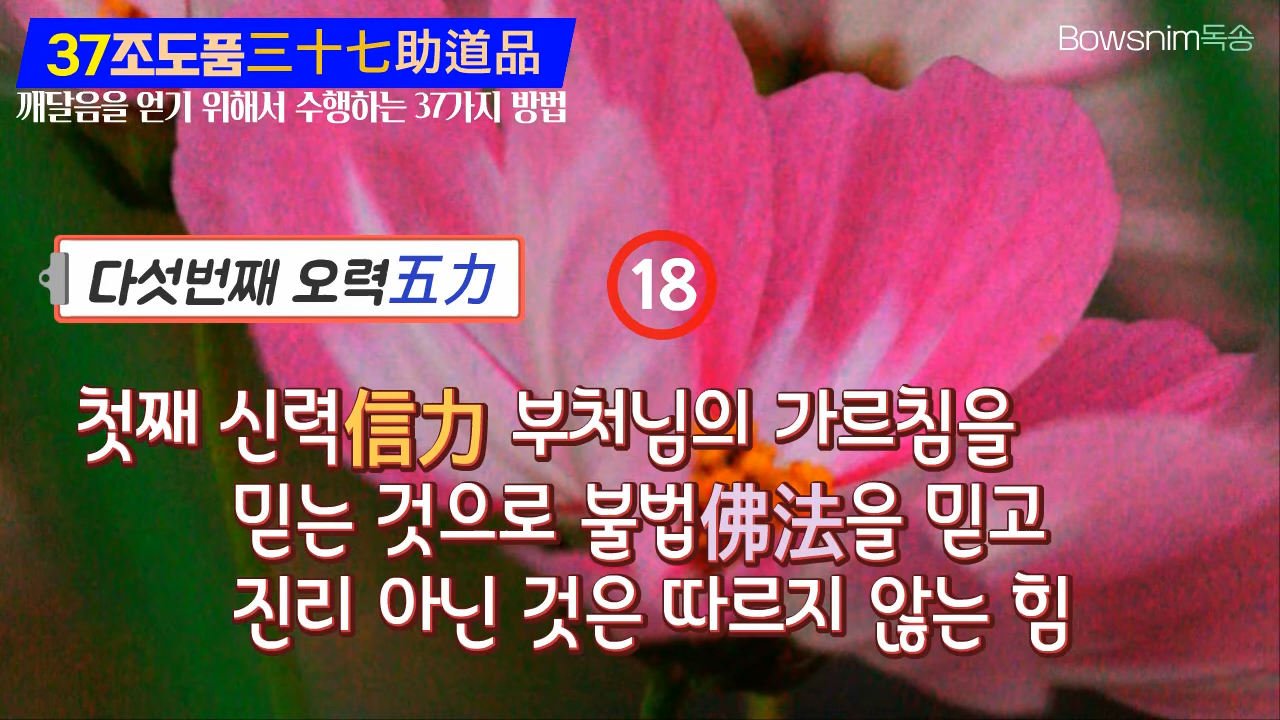 37조도품三十七助道品
Bowsnim독송
깨달음을 얻기 위해서 수행하는 37가지 방법
다섯번째 오력五力
18
첫째 신력信力 부처님의 가르침을
믿는 것으로 불법佛法을 믿고
진리 아닌 것은 따르지 않는 힘